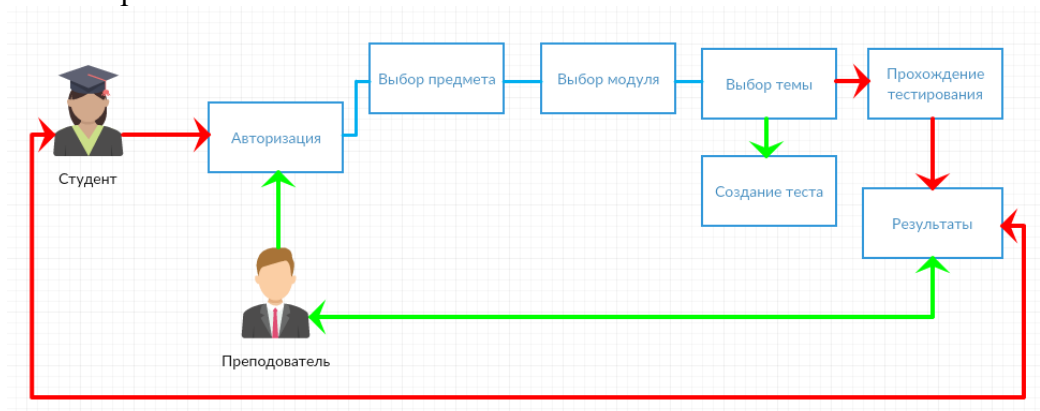 Выбор предмета
Выбор модуля
Выбор темы
Прохождение
тестирования
Авторизация
Студент
Создание теста
Результаты
Преподователь